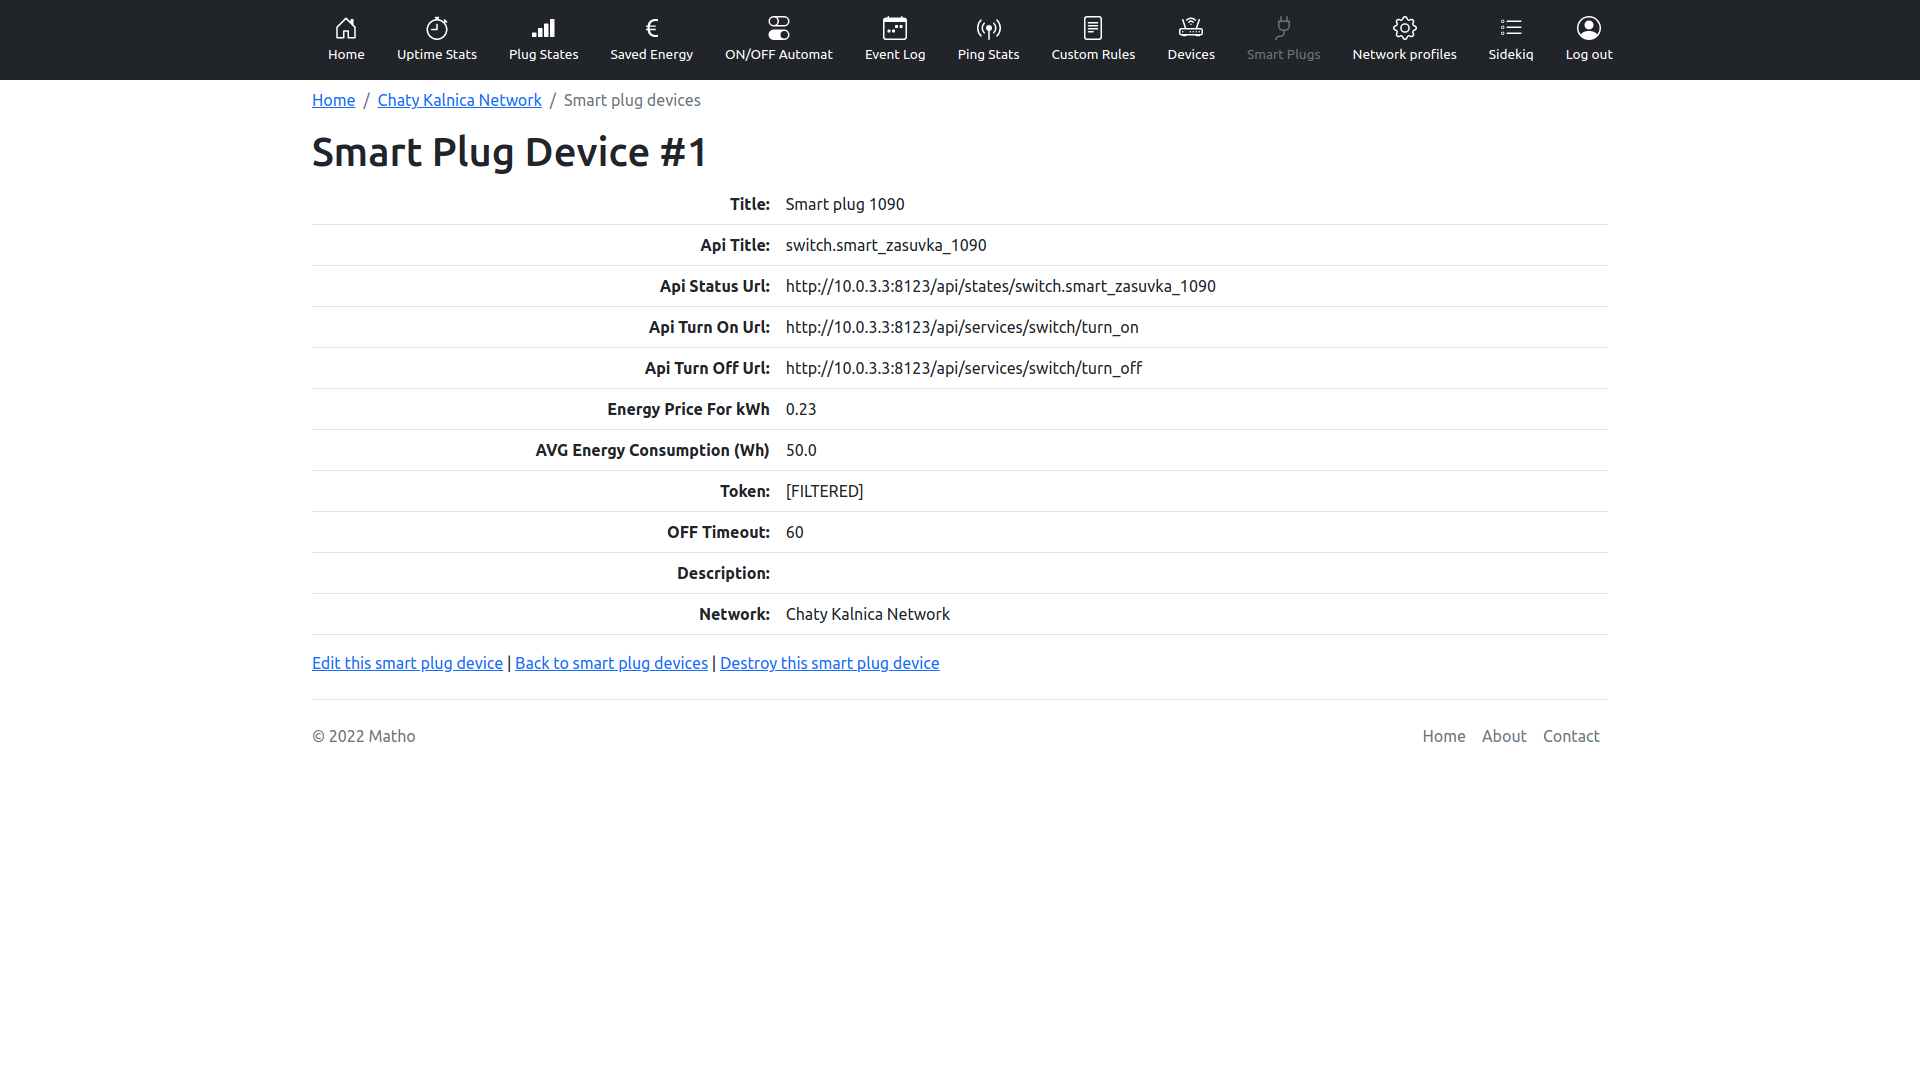 Home Uptime Stats Plug States Saved Energy ON/OFF Automat Event Log Ping Stats Custom Rules Devices Smart Plugs Network profiles Sidekiq Log out
Home / Chaty Kalnica Network / Smart plug devices
Smart Plug Device #1
Title: Smart plug 1090
Api Title: switch.smart_zasuvka_1090
Api Status Url: http://10.0.3.3:8123/api/states/switch.smart_zasuvka_1090
Api Turn On Url: http://10.0.3.3:8123/api/services/switch/turn_on
Api Turn Off Url: http://10.0.3.3:8123/api/services/switch/turn_off
Energy Price For kWh 0.23
AVG Energy Consumption (Wh) 50.0
Token: [FILTERED]
OFF Timeout: 60
Description:
Network: Chaty Kalnica Network
Edit this smart plug device | Back to smart plug devices | Destroy this smart plug device
© 2022 Matho Home About Contact